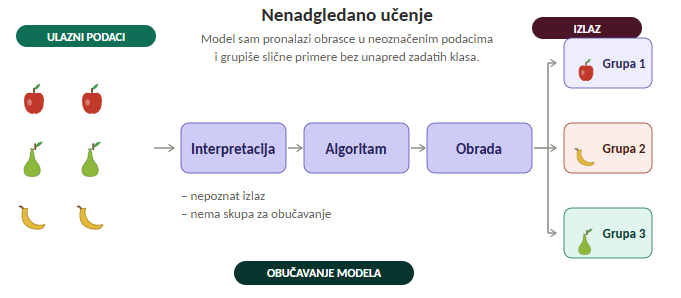 Nenadgledano učenje
ULAZNI PODACI
Model sam pronalazi obrasce u neoznačenim podacima
i grupiše slične primere bez unapred zadatih klasa.
IZLAZ
Interpretacija
Algoritam
Obrada
Grupa 1
Grupa 2
Grupa 3
– nepoznat izlaz
– nema skupa za obučavanje
OBUČAVANJE MODELA